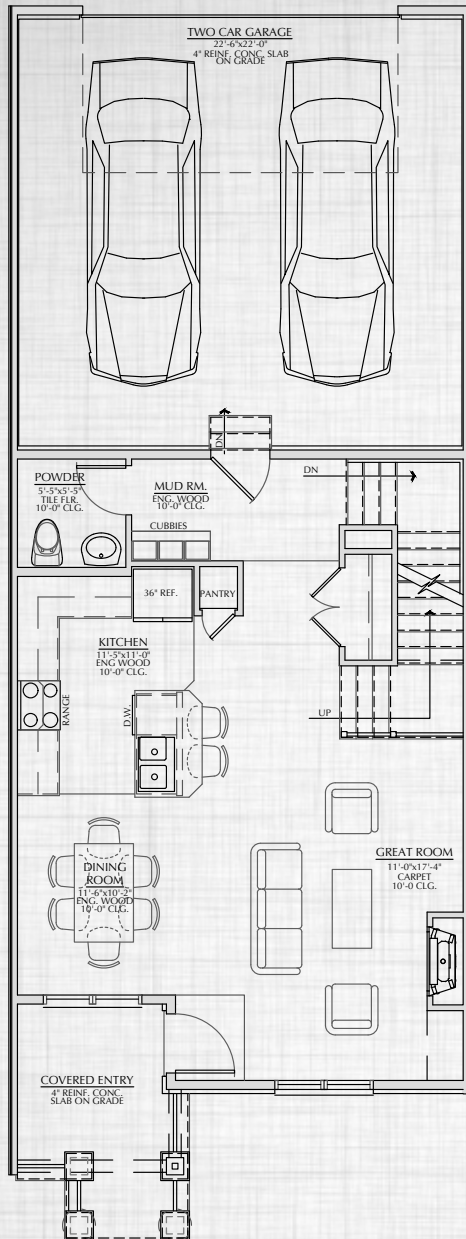 TWO CAR GARAGE
22'-6"x22'-0"
4" REINF. CONC. SLAB
ON GRADE
DN
DN
POWDER
5'-5"x5'-5"
TILE FLR.
10'-0" CLG.
MUD RM.
ENG. WOOD
10'-0" CLG.
CUBBIES
36" REF.
PANTRY
KITCHEN
11'-5"x11'-0"
ENG WOOD
10'-0" CLG.
RANGE
D.W.
UP
DINING
ROOM
11'-6"x10'-2"
ENG. WOOD
10'-0" CLG.
GREAT ROOM
11'-0"x17'-4"
CARPET
10'-0 CLG.
COVERED ENTRY
4" REINF. CONC.
SLAB ON GRADE